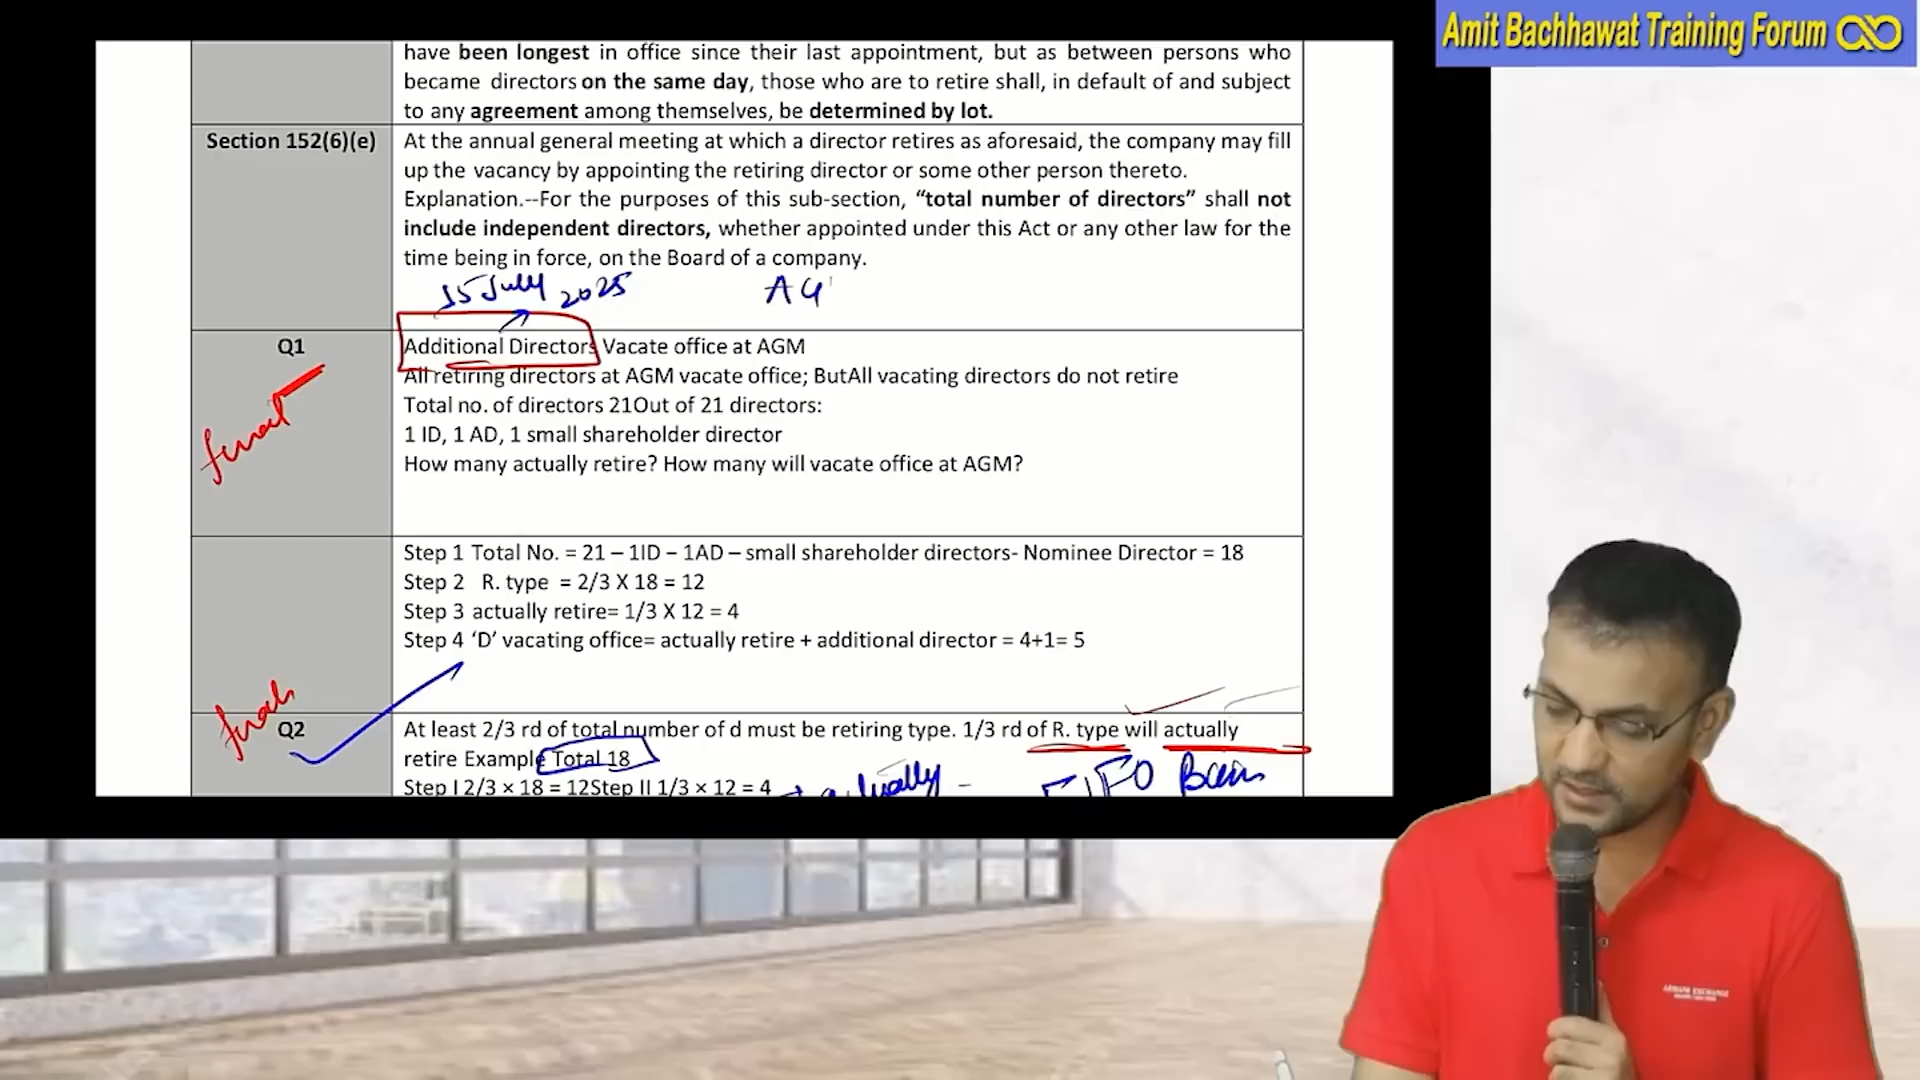 Amit Bachhawat Training Forum
have been longest in office since their last appointment, but as between persons who
became directors on the same day, those who are to retire shall, in default of and subject
to any agreement among themselves, be determined by lot.
Section 152(6)(e)
At the annual general meeting at which a director retires as aforesaid, the company may fill
up the vacancy by appointing the retiring director or some other person thereto.
Explanation.--For the purposes of this sub-section, “total number of directors” shall not
include independent directors, whether appointed under this Act or any other law for the
time being in force, on the Board of a company.
15 July 2025 AG
Q1
Additional Directors Vacate office at AGM
All retiring directors at AGM vacate office; ButAll vacating directors do not retire
Total no. of directors 21Out of 21 directors:
1 ID, 1 AD, 1 small shareholder director
How many actually retire? How many will vacate office at AGM?
Step 1 Total No. = 21 – 1ID – 1AD – small shareholder directors- Nominee Director = 18
Step 2 R. type = 2/3 X 18 = 12
Step 3 actually retire= 1/3 X 12 = 4
Step 4 ‘D’ vacating office= actually retire + additional director = 4+1= 5
Q2
At least 2/3 rd of total number of d must be retiring type. 1/3 rd of R. type will actually
retire Example Total 18
Step I 2/3 × 18 = 12Step II 1/3 × 12 = 4
actually - FIFO Basis
ARMANI EXCHANGE